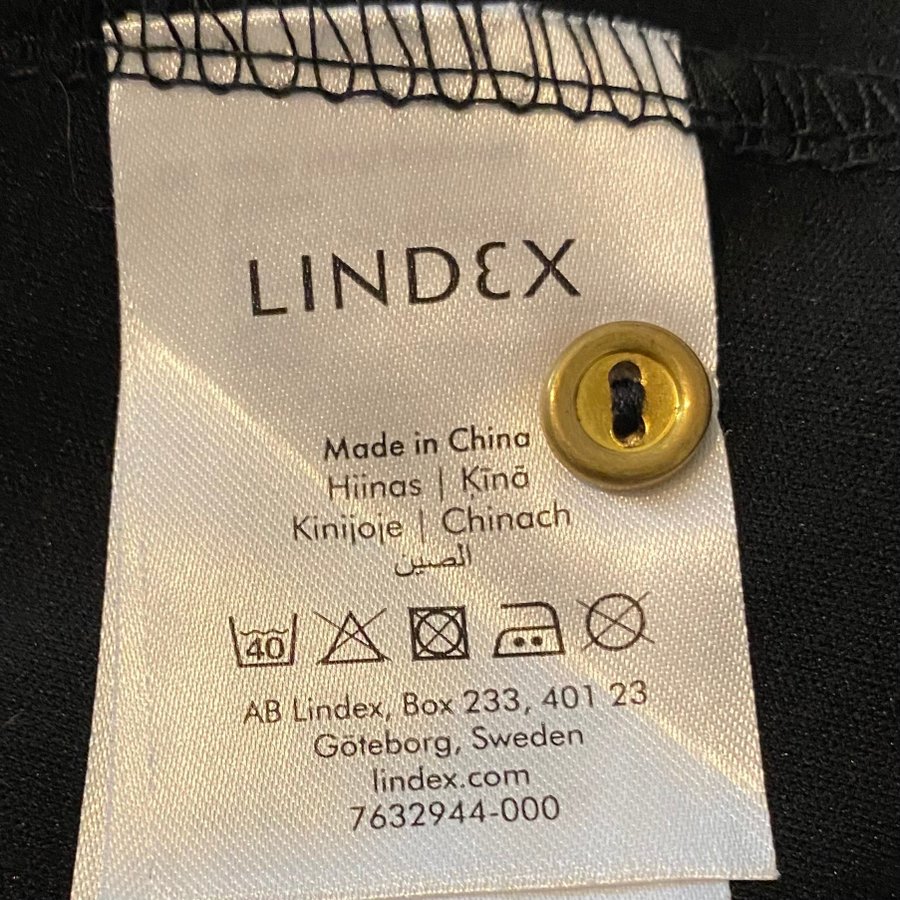 LINDEX
Made in China
Hiinas | Ķīnā
Kinijoje | Chinach
الصين
40
AB Lindex, Box 233, 401 23
Göteborg, Sweden
lindex.com
7632944-000